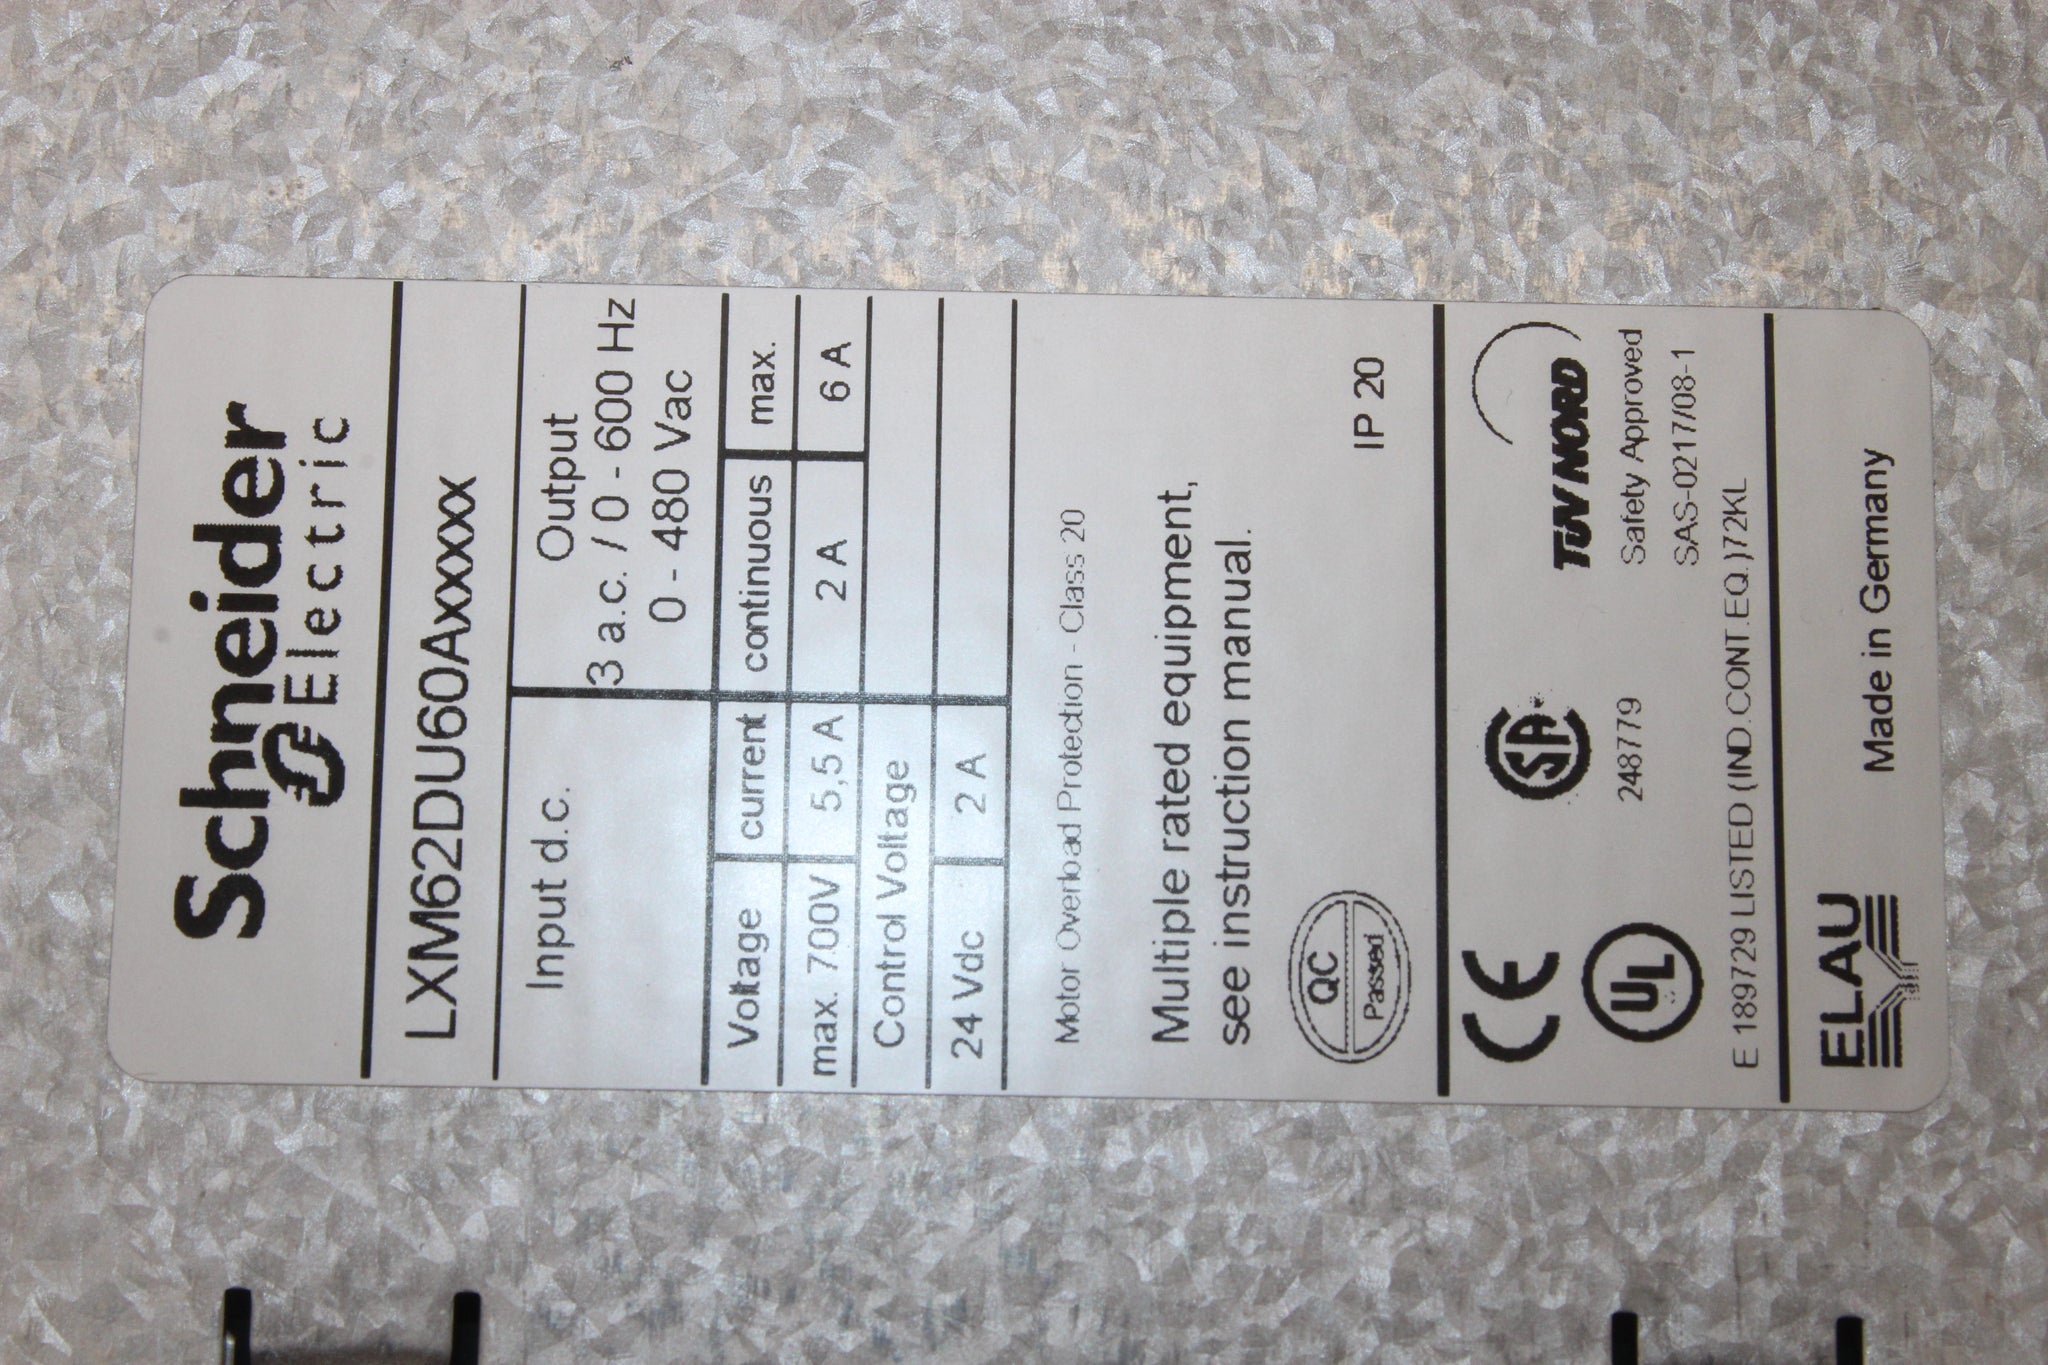 Schneider
Electric
LXM62DU60Axxxx
Input d.c.
Output
3 a.c. / 0 - 600 Hz
0 - 480 Vac
Voltage current continuous max.
max. 700V 5,5 A 2 A 6 A
Control Voltage
24 Vdc 2 A
Motor Overload Protection - Class 20
Multiple rated equipment,
see instruction manual.
QC
Passed
IP 20
CE
SA
TÜV NORD
UL
2248779
Safety Approved
SAS-0217/08-1
E 189729 LISTED (IND.CONT.EQ.)72KL
ELAU
Made in Germany